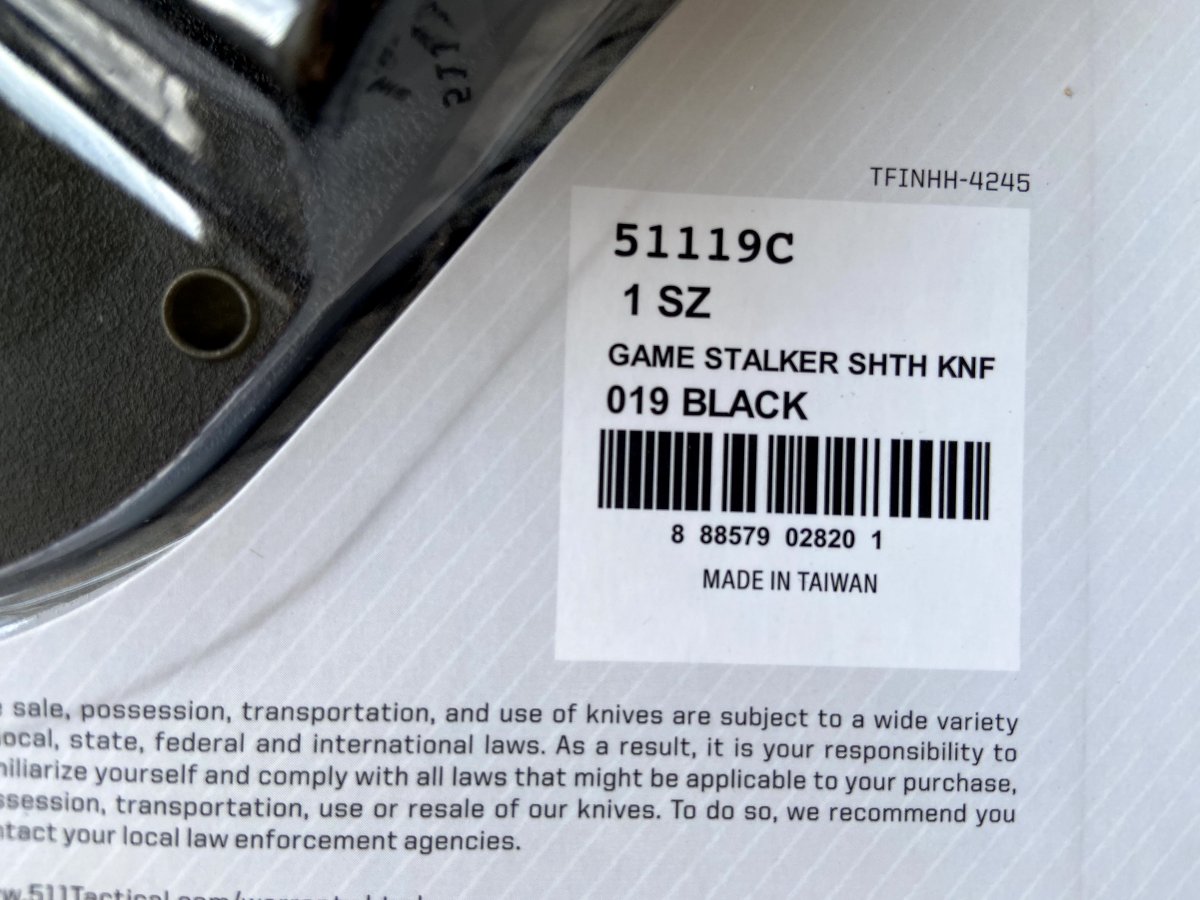 TFINHH-4245
51119C
1 SZ
GAME STALKER SHTH KNF
019 BLACK
8 88579 02820 1
MADE IN TAIWAN
sale, possession, transportation, and use of knives are subject to a wide variety
local, state, federal and international laws. As a result, it is your responsibility to
familiarize yourself and comply with all laws that might be applicable to your purchase,
possession, transportation, use or resale of our knives. To do so, we recommend you
contact your local law enforcement agencies.